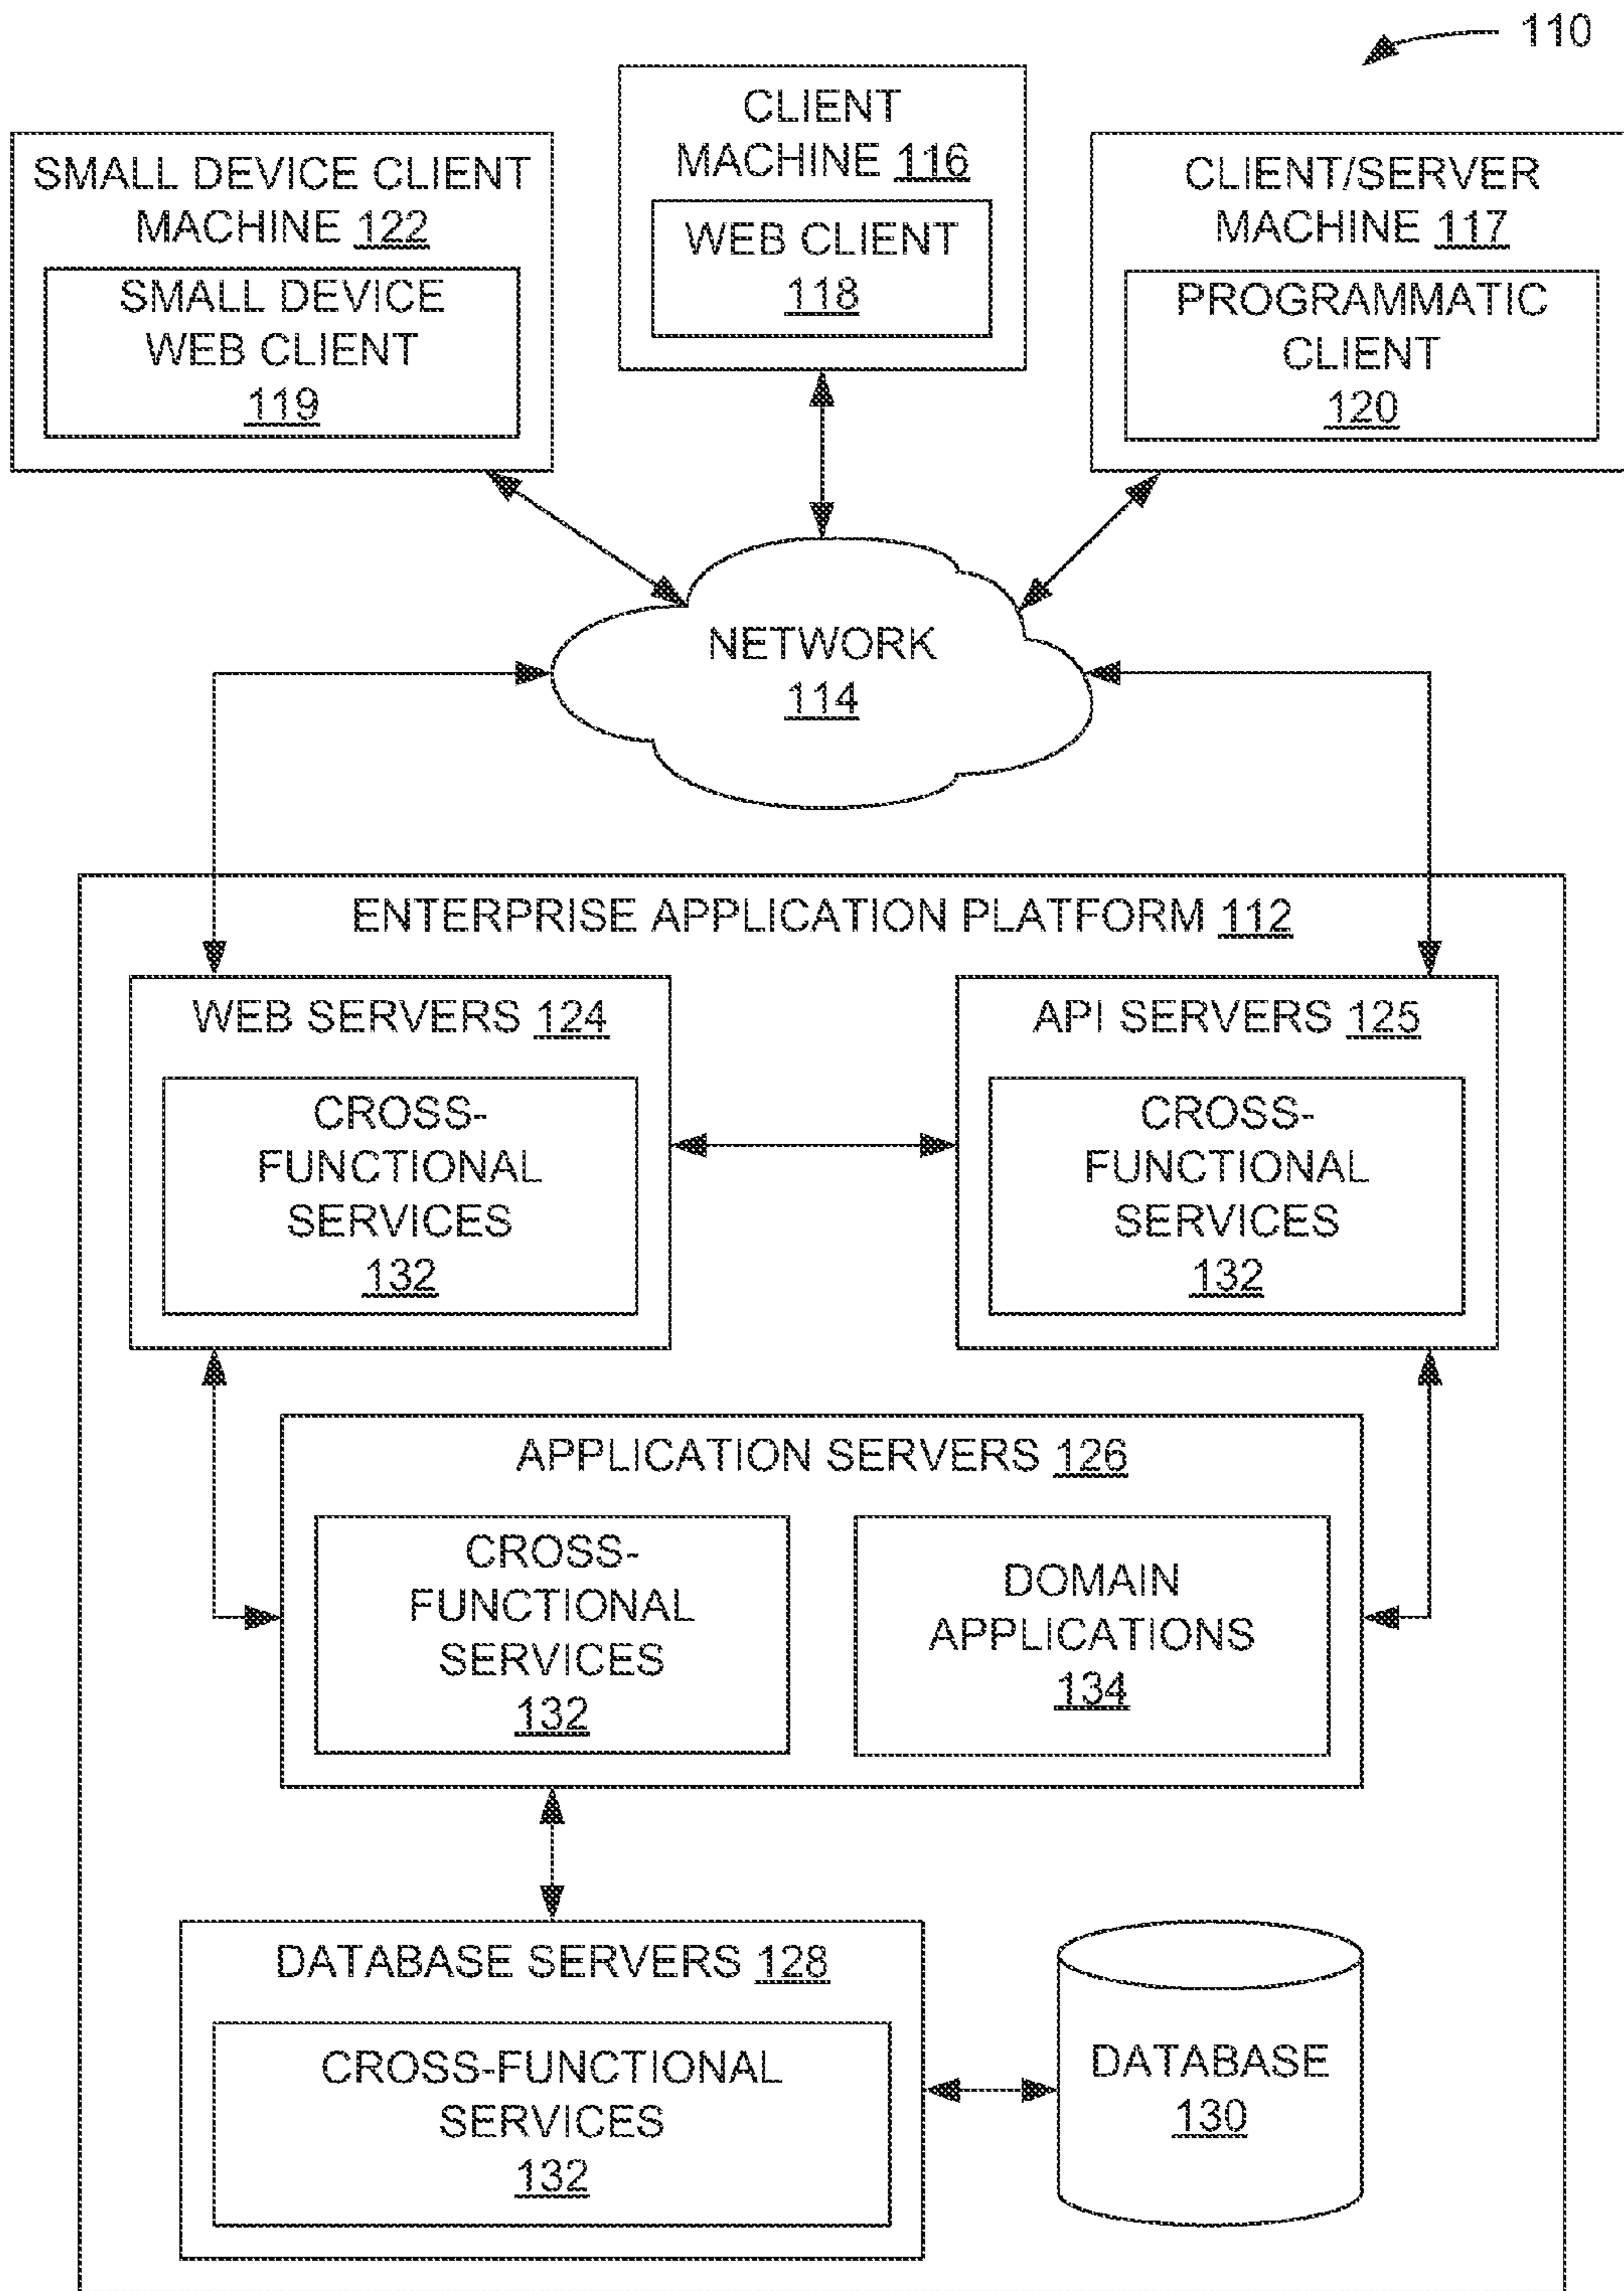 110
CLIENT
MACHINE 116
WEB CLIENT
118
SMALL DEVICE CLIENT
MACHINE 122
SMALL DEVICE
WEB CLIENT
119
CLIENT/SERVER
MACHINE 117
PROGRAMMATIC
CLIENT
120
NETWORK
114
ENTERPRISE APPLICATION PLATFORM 112
WEB SERVERS 124
CROSS-
FUNCTIONAL
SERVICES
132
API SERVERS 125
CROSS-
FUNCTIONAL
SERVICES
132
APPLICATION SERVERS 126
CROSS-
FUNCTIONAL
SERVICES
132
DOMAIN
APPLICATIONS
134
DATABASE SERVERS 128
CROSS-FUNCTIONAL
SERVICES
132
DATABASE
130